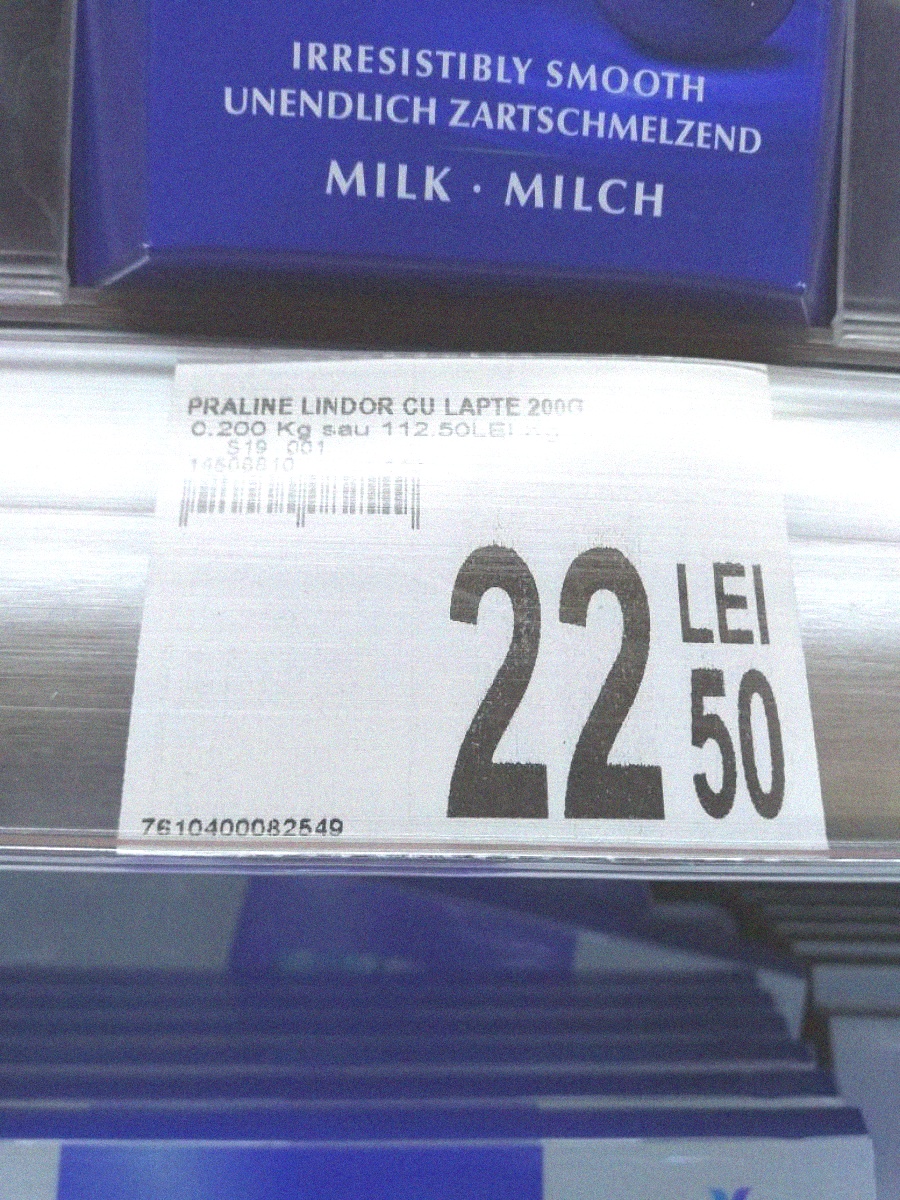 IRRESISTIBLY SMOOTH
UNENDLICH ZARTSCHMELZEND
MILK · MILCH
PRALINE LINDOR CU LAPTE 200G
0.200 Kg sau 112.50LEI
S19 001
14508810
22 LEI
50
7610400082549